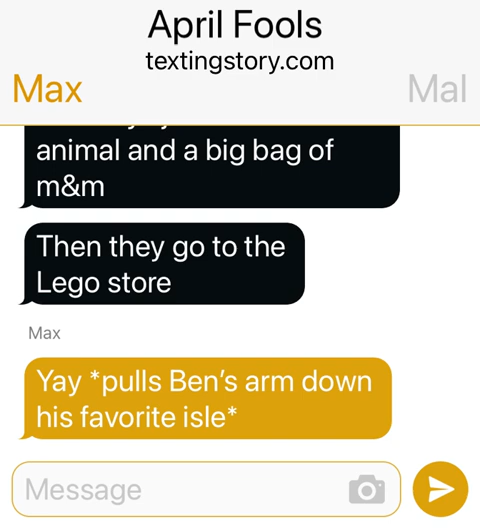 April Fools
textingstory.com
Max
Mal
animal and a big bag of
m&m
Then they go to the
Lego store
Max
Yay *pulls Ben's arm down
his favorite isle*
Message